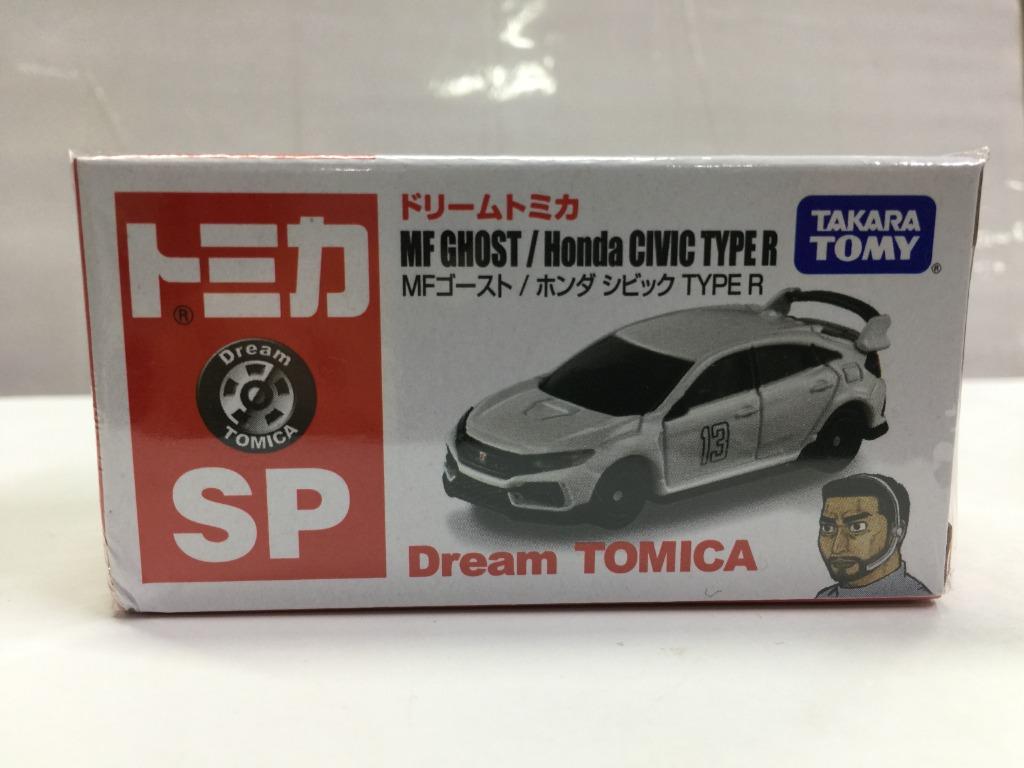 トミカ
®
Dream
TOMICA
SP
ドリームトミカ
MF GHOST / Honda CIVIC TYPE R
MFゴースト / ホンダ シビック TYPE R
TAKARA
TOMY
®
13
Dream TOMICA